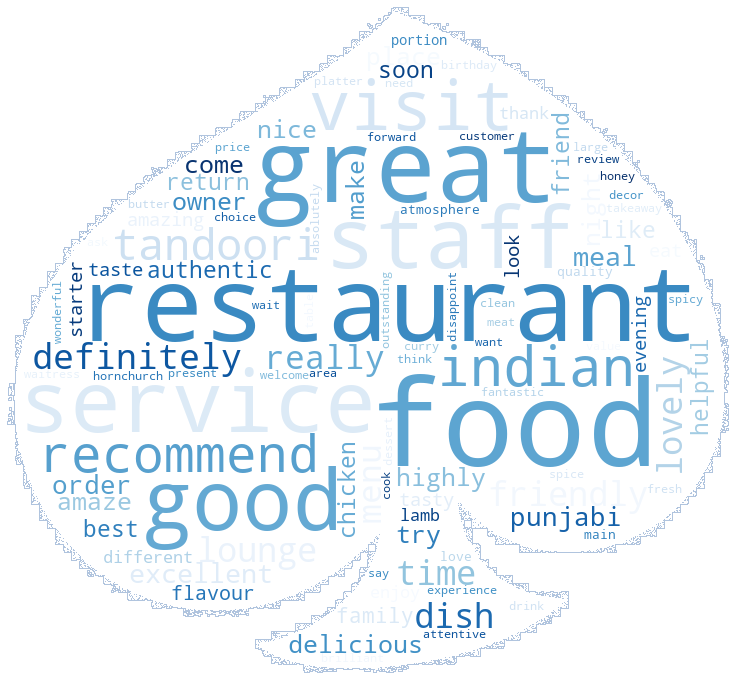 portion
place
soon
birthday
platter
need
visit
thank
nice
forward
customer
friend
price
great
large
come
review
return
make
honey
owner
butter
choice
atmosphere
decor
takeaway
amazing
absolutely
staff
night
like
tandoori
look
meal
eat
taste
authentic
quality
starter
restaurant
wonderful
wait
outstanding
disappoint
clean
spicy
evening
meat
definitely
really
curry
want
think
indian
hornchurch
present
welcome
area
service
food
fantastic
lovely
helpful
recommend
chicken
menu
dessert
order
good
cook
highly
spice
friendly
fresh
amaze
tasty
best
lamb
punjabi
try
main
different
lounge
excellent
love
say
time
flavour
enjoy
experience
family
dish
drink
attentive
delicious